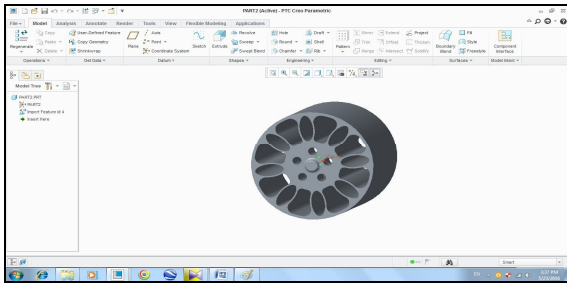 PART2 (Active) - PTC Creo Parametric
File Model Analysis Annotate Render Tools View Flexible Modeling Applications
Regenerate Copy Paste Delete User-Defined Feature Copy Geometry Shrinkwrap Plane Axis Point Coordinate System Sketch Extrude Revolve Sweep Swept Blend Hole Round Chamfer Draft Shell Rib Pattern Mirror Trim Merge Extend Offset Intersect Project Thicken Solidify Boundary Blend Fill Style Freestyle Component Interface
Operations Get Data Datum Shapes Engineering Editing Surfaces Model Intent
Model Tree
PART2.PRT
PART2
Import Feature id 4
Insert Here
Smart
EN 3:37 PM